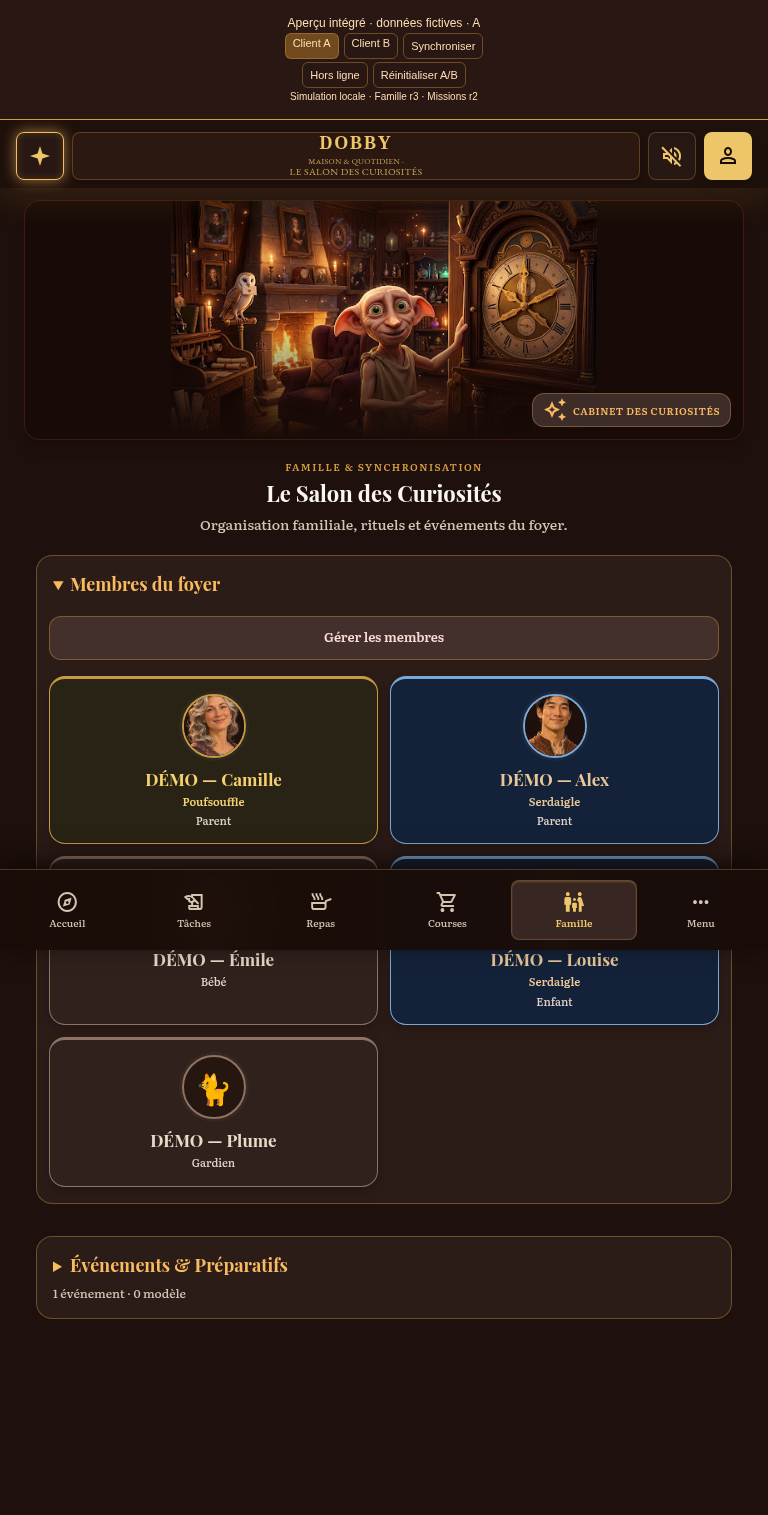 Aperçu intégré · données fictives · A
Client A
Client B
Synchroniser
Hors ligne
Réinitialiser A/B
Simulation locale · Famille r3 · Missions r2
DOBBY
MAISON & QUOTIDIEN ·
LE SALON DES CURIOSITÉS
CABINET DES CURIOSITÉS
FAMILLE & SYNCHRONISATION
Le Salon des Curiosités
Organisation familiale, rituels et événements du foyer.
Membres du foyer
Gérer les membres
DÉMO — Camille
Poufsouffle
Parent
DÉMO — Alex
Serdaigle
Parent
Accueil
Tâches
Repas
Courses
Famille
Menu
DÉMO — Émile
Bébé
DÉMO — Louise
Serdaigle
Enfant
DÉMO — Plume
Gardien
Événements & Préparatifs
1 événement · 0 modèle